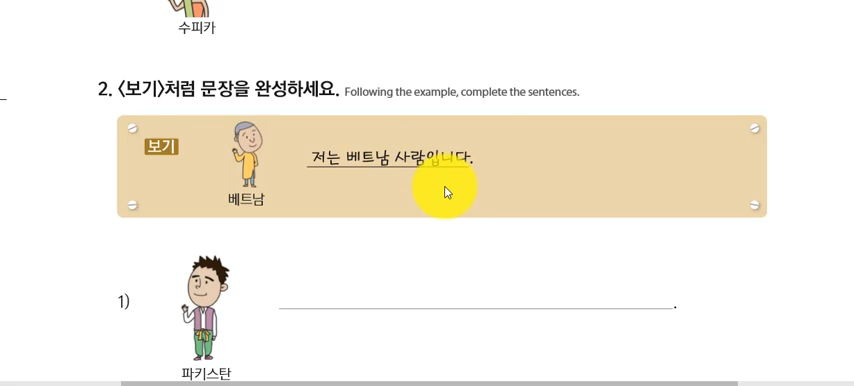 수피카
2. 〈보기〉처럼 문장을 완성하세요. Following the example, complete the sentences.
보기
저는 베트남 사람입니다.
베트남
1)
.
파키스탄